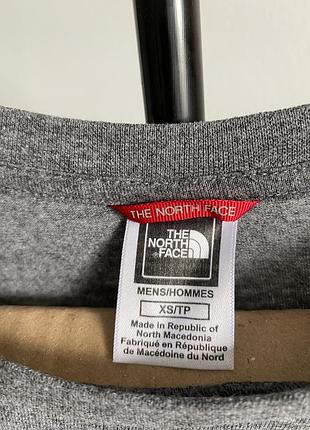 THE NORTH FACE
THE
NORTH
FACE
MENS/HOMMES
XS/TP
Made in Republic of
North Macedonia
Fabriqué en République
de Macédoine du Nord